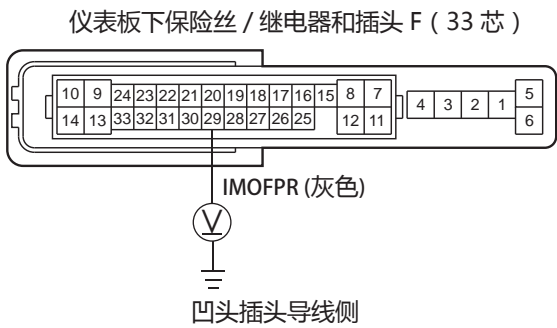 仪表板下保险丝 / 继电器和插头 F ( 33 芯 )
10 9 24 23 22 21 20 19 18 17 16 15 8 7
4 3 2 1 5
14 13 33 32 31 30 29 28 27 26 25 12 11
6
IMOFPR (灰色)
V
凹头插头导线侧